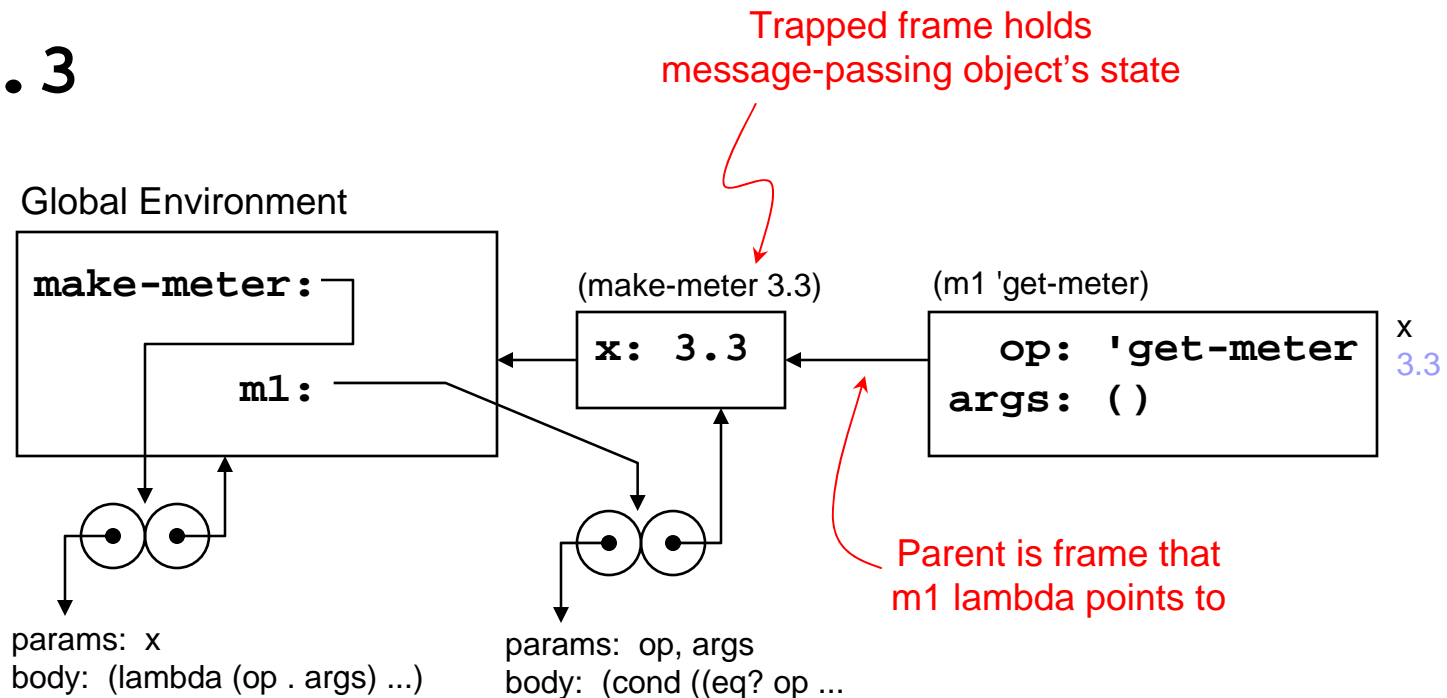 .3
Trapped frame holds
message-passing object's state
Global Environment
make-meter:
m1:
(make-meter 3.3)
x: 3.3
(m1 'get-meter)
op: 'get-meter
args: ()
x
3.3
Parent is frame that
m1 lambda points to
params: x
body: (lambda (op . args) ...)
params: op, args
body: (cond ((eq? op ...